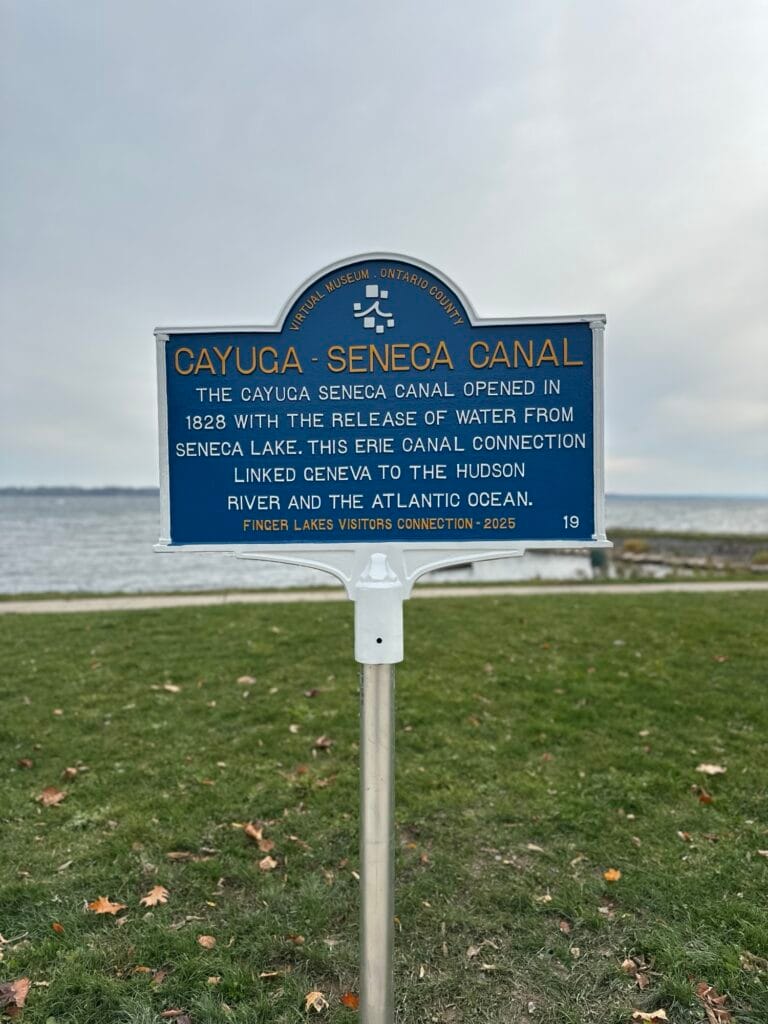 VIRTUAL MUSEUM . ONTARIO COUNTY
CAYUGA - SENECA CANAL
THE CAYUGA SENECA CANAL OPENED IN
1828 WITH THE RELEASE OF WATER FROM
SENECA LAKE. THIS ERIE CANAL CONNECTION
LINKED GENEVA TO THE HUDSON
RIVER AND THE ATLANTIC OCEAN.
FINGER LAKES VISITORS CONNECTION - 2025
19